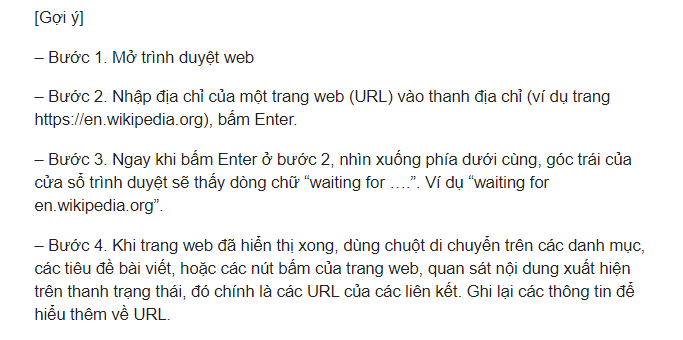 [Gợi ý]
– Bước 1. Mở trình duyệt web
– Bước 2. Nhập địa chỉ của một trang web (URL) vào thanh địa chỉ (ví dụ trang
https://en.wikipedia.org), bấm Enter.
– Bước 3. Ngay khi bấm Enter ở bước 2, nhìn xuống phía dưới cùng, góc trái của
cửa sổ trình duyệt sẽ thấy dòng chữ “waiting for ….”. Ví dụ “waiting for
en.wikipedia.org”.
– Bước 4. Khi trang web đã hiển thị xong, dùng chuột di chuyển trên các danh mục,
các tiêu đề bài viết, hoặc các nút bấm của trang web, quan sát nội dung xuất hiện
trên thanh trạng thái, đó chính là các URL của các liên kết. Ghi lại các thông tin để
hiểu thêm về URL.